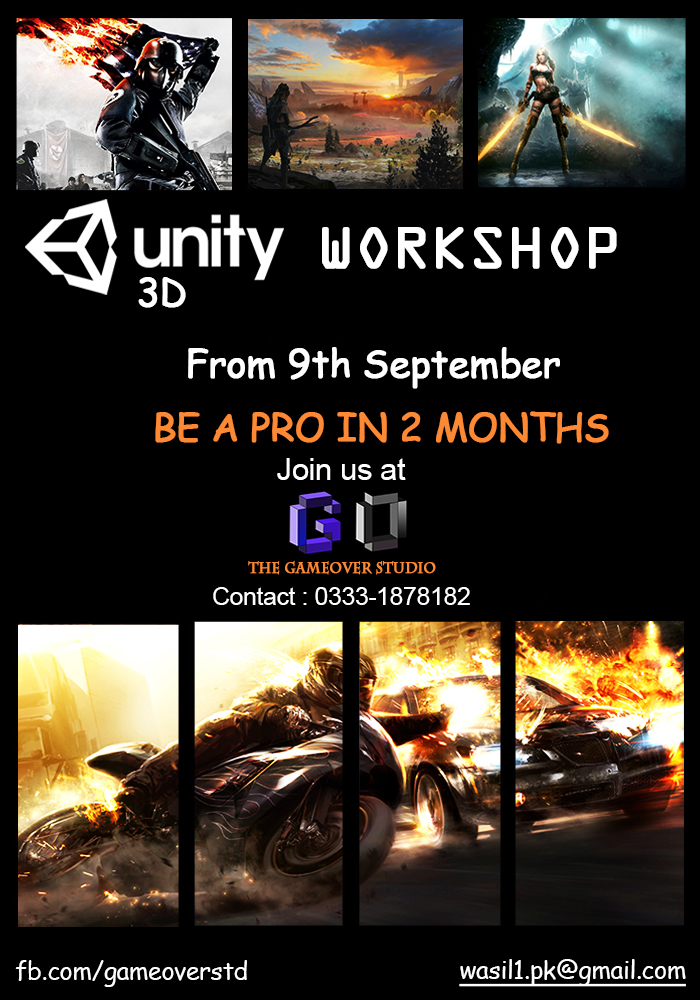 unity WORKSHOP
3D
From 9th September
BE A PRO IN 2 MONTHS
Join us at
GO
THE GAMEOVER STUDIO
Contact : 0333-1878182
fb.com/gameoverstd
wasil1.pk@gmail.com